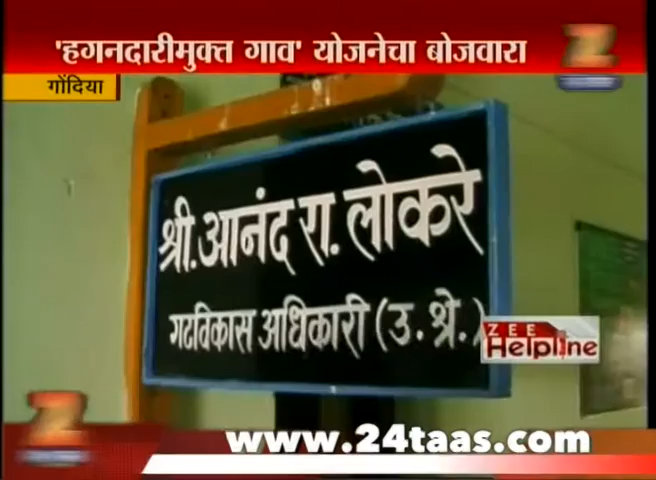 'हगनदारीमुक्त गाव' योजनेचा बोजवारा
गोंदिया
श्री. आनंद रा. लोकरे
गटविकास अधिकारी (उ. श्रे.)
ZEE
Helpline
www.24taas.com